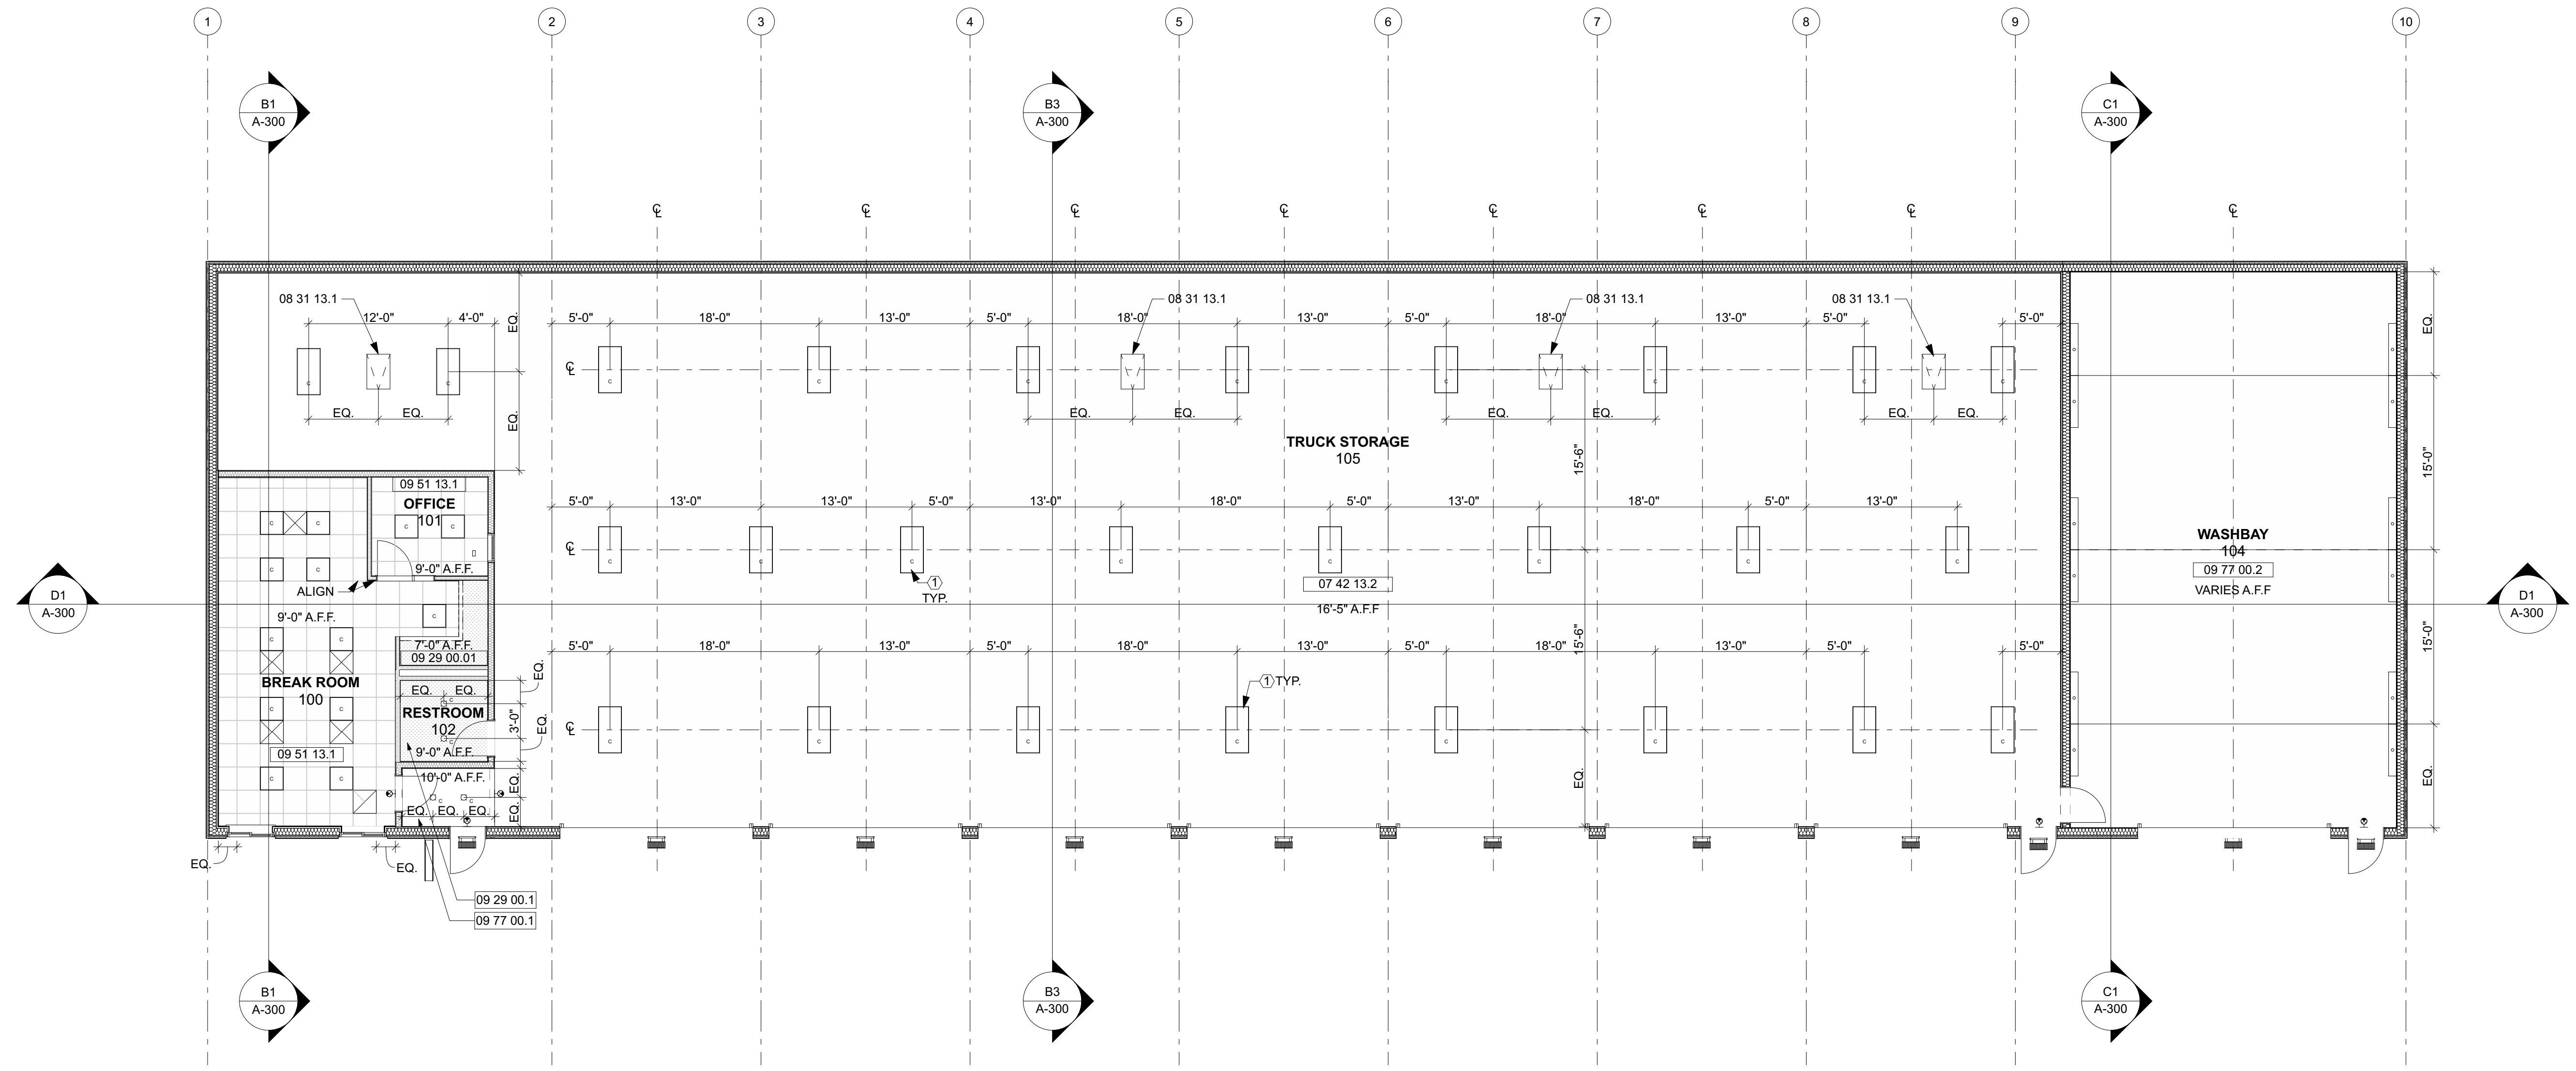 1 2 3 4 5 6 7 8 9 10
B1 B3 C1
A-300 A-300 A-300
℄ ℄ ℄ ℄ ℄ ℄ ℄ ℄
08 31 13.1 08 31 13.1 08 31 13.1 08 31 13.1
12'-0" 4'-0" EQ. 5'-0" 18'-0" 13'-0" 5'-0" 18'-0" 13'-0" 5'-0" 18'-0" 13'-0" 5'-0" 5'-0" EQ.
℄
C C C C C C C C C C
EQ. EQ. EQ. EQ. EQ. EQ. EQ. EQ. EQ.
TRUCK STORAGE
105
15'-6" 15'-0"
09 51 13.1
OFFICE
101
5'-0" 13'-0" 13'-0" 5'-0" 13'-0" 18'-0" 5'-0" 13'-0" 18'-0" 5'-0" 13'-0"
C C C C
WASHBAY
104
℄
C C C C C C C C C C
9'-0" A.F.F.
09 77 00.2
VARIES A.F.F
ALIGN
1
TYP.
07 42 13.2
16'-5" A.F.F
D1 D1
A-300 A-300
9'-0" A.F.F.
C
C C
7'-0" A.F.F.
09 29 00.01
EQ.
5'-0" 18'-0" 13'-0" 5'-0" 18'-0" 13'-0" 5'-0" 18'-0" 13'-0" 5'-0" 5'-0"
15'-6" 15'-0"
BREAK ROOM
100
EQ. EQ.
1 TYP.
C C C
RESTROOM
102
3'-0" EQ.
℄
C C C C C C C C C
9'-0" A.F.F.
09 51 13.1
10'-0" A.F.F.
C C
EQ. EQ. EQ.
C C
EQ. EQ. EQ. EQ.
EQ. EQ.
09 29 00.1
09 77 00.1
B1 B3 C1
A-300 A-300 A-300